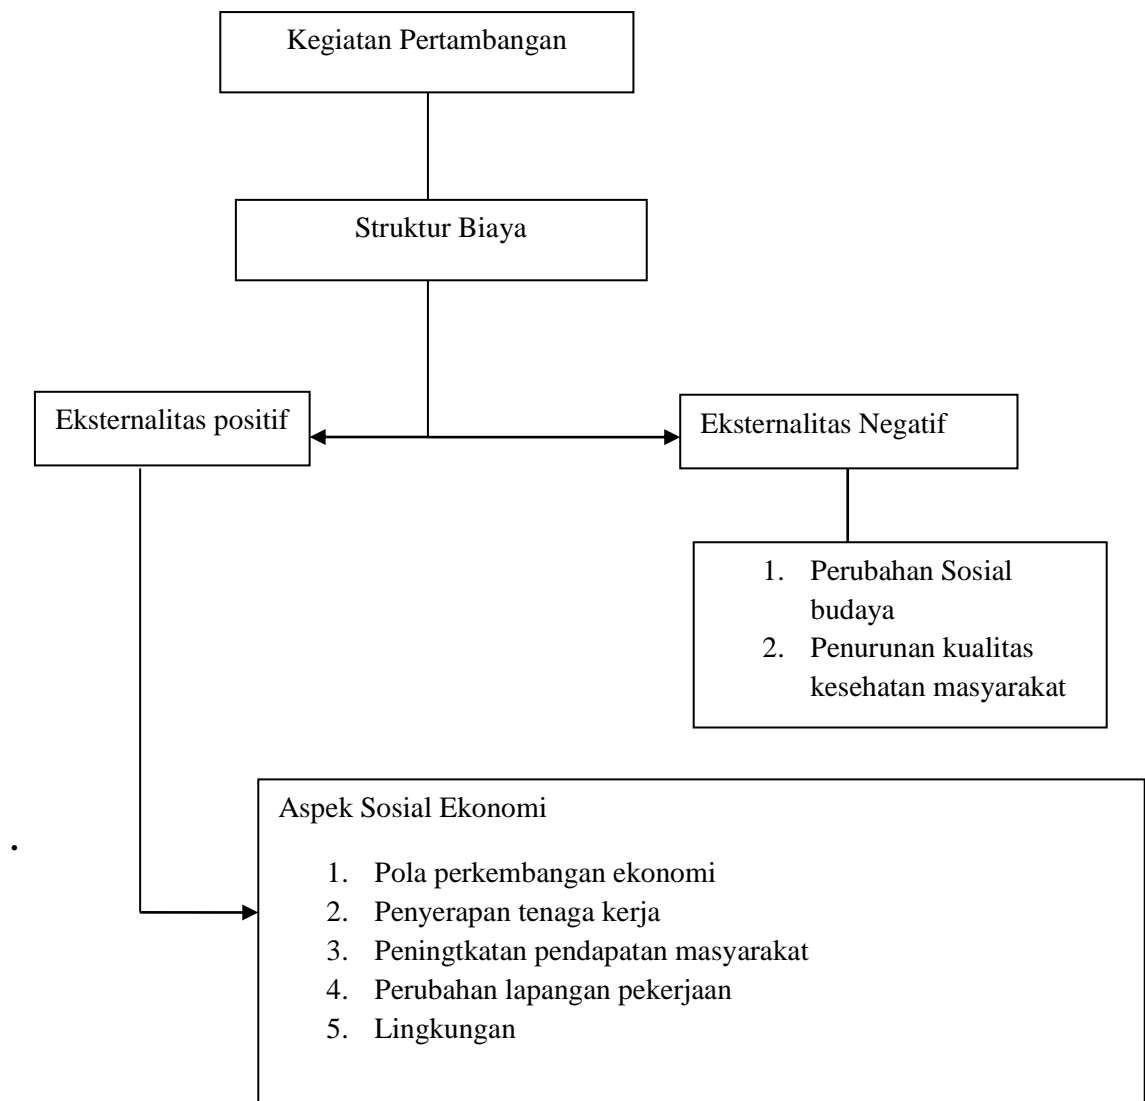 Kegiatan Pertambangan
Struktur Biaya
Eksternalitas positif
Eksternalitas Negatif
1. Perubahan Sosial
budaya
2. Penurunan kualitas
kesehatan masyarakat
Aspek Sosial Ekonomi
.
1. Pola perkembangan ekonomi
2. Penyerapan tenaga kerja
3. Peningtkatan pendapatan masyarakat
4. Perubahan lapangan pekerjaan
5. Lingkungan